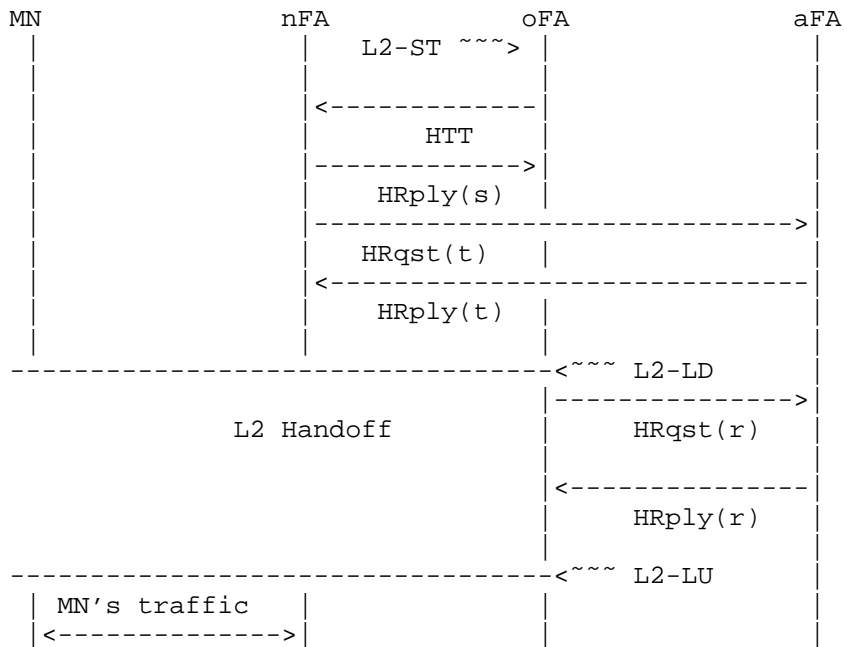 MN nFA oFA aFA
L2-ST ~~~>
HTT
HRply(s)
HRqst(t)
HRply(t)
<~~~ L2-LD
L2 Handoff HRqst(r)
HRply(r)
<~~~ L2-LU
MN's traffic